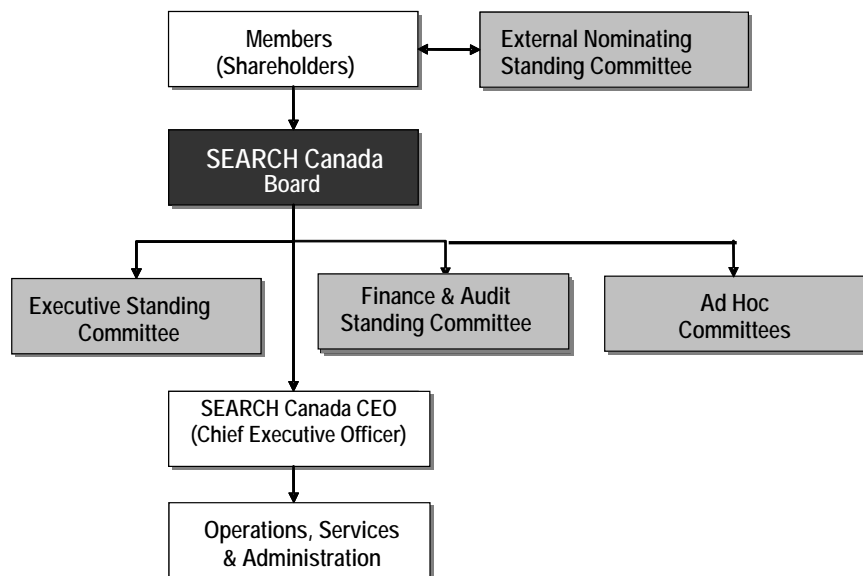 Members
(Shareholders)
External Nominating
Standing Committee
SEARCH Canada
Board
Executive Standing
Committee
Finance & Audit
Standing Committee
Ad Hoc
Committees
SEARCH Canada CEO
(Chief Executive Officer)
Operations, Services
& Administration